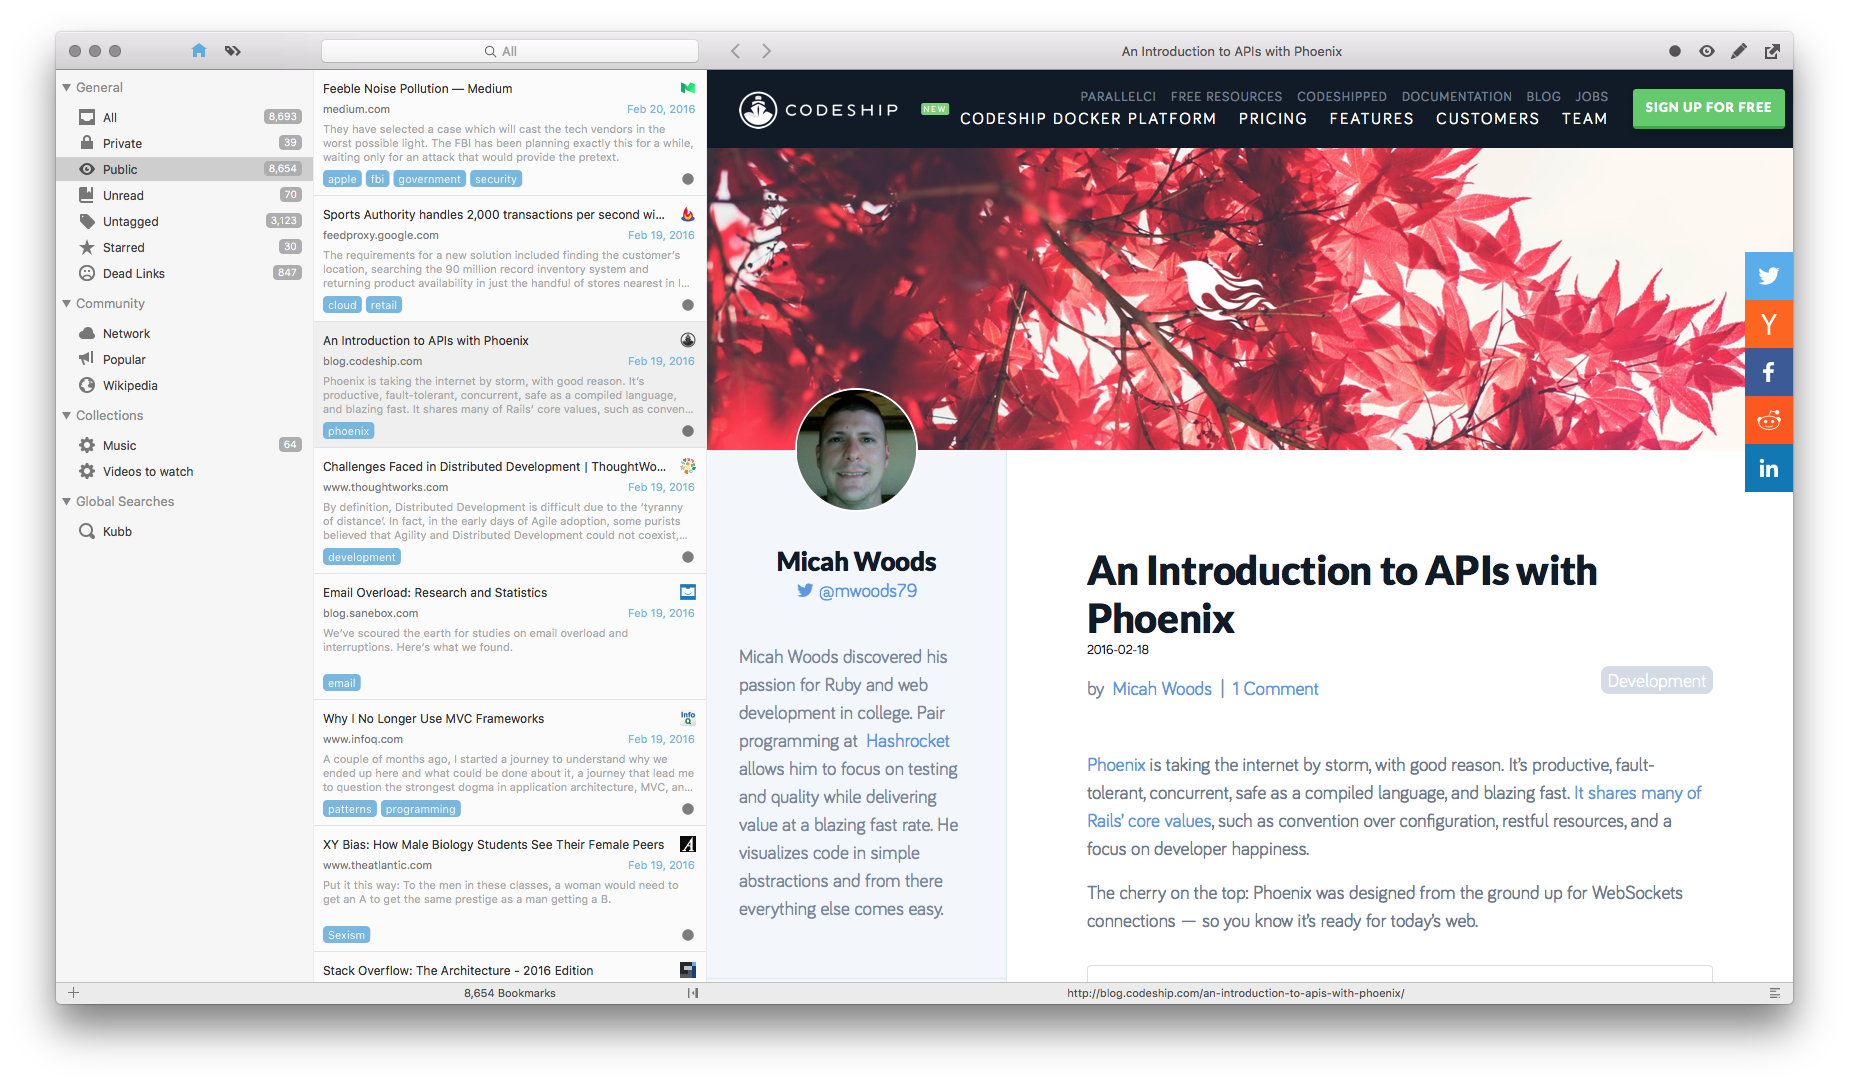 All
An Introduction to APIs with Phoenix
General
All 8,693
Private 39
Public 8,654
Unread 70
Untagged 3,123
Starred 30
Dead Links 847
Community
Network
Popular
Wikipedia
Collections
Music 64
Videos to watch
Global Searches
Kubb
Feeble Noise Pollution — Medium
medium.com Feb 20, 2016
They have selected a case which will cast the tech vendors in the
worst possible light. The FBI has been planning exactly this for a while,
waiting only for an attack that would provide the pretext.
apple fbi government security
Sports Authority handles 2,000 transactions per second wi...
feedproxy.google.com Feb 19, 2016
The requirements for a new solution included finding the customer's
location, searching the 90 million record inventory system and
returning product availability in just the handful of stores nearest in l...
cloud retail
An Introduction to APIs with Phoenix
blog.codeship.com Feb 19, 2016
Phoenix is taking the internet by storm, with good reason. It's
productive, fault-tolerant, concurrent, safe as a compiled language,
and blazing fast. It shares many of Rails' core values, such as conven...
phoenix
Challenges Faced in Distributed Development | ThoughtWo...
www.thoughtworks.com Feb 19, 2016
By definition, Distributed Development is difficult due to the 'tyranny
of distance'. In fact, in the early days of Agile adoption, some purists
believed that Agility and Distributed Development could not coexist,...
development
Email Overload: Research and Statistics
blog.sanebox.com Feb 19, 2016
We've scoured the earth for studies on email overload and
interruptions. Here's what we found.
email
Why I No Longer Use MVC Frameworks
Info Q
www.infoq.com Feb 19, 2016
A couple of months ago, I started a journey to understand why we
ended up here and what could be done about it, a journey that lead me
to question the strongest dogma in application architecture, MVC, an...
patterns programming
XY Bias: How Male Biology Students See Their Female Peers A
www.theatlantic.com Feb 19, 2016
Put it this way: To the men in these classes, a woman would need to
get an A to get the same prestige as a man getting a B.
Sexism
Stack Overflow: The Architecture - 2016 Edition
8,654 Bookmarks
CODESHIP
PARALLELCI FREE RESOURCES CODESHIPPED DOCUMENTATION BLOG JOBS
NEW CODESHIP DOCKER PLATFORM PRICING FEATURES CUSTOMERS TEAM
SIGN UP FOR FREE
Y
f
in
Micah Woods
@mwoods79
Micah Woods discovered his
passion for Ruby and web
development in college. Pair
programming at Hashrocket
allows him to focus on testing
and quality while delivering
value at a blazing fast rate. He
visualizes code in simple
abstractions and from there
everything else comes easy.
An Introduction to APIs with
Phoenix
2016-02-18
by Micah Woods | 1 Comment
Development
Phoenix is taking the internet by storm, with good reason. It's productive, fault-
tolerant, concurrent, safe as a compiled language, and blazing fast. It shares many of
Rails' core values, such as convention over configuration, restful resources, and a
focus on developer happiness.
The cherry on the top: Phoenix was designed from the ground up for WebSockets
connections — so you know it's ready for today's web.
http://blog.codeship.com/an-introduction-to-apis-with-phoenix/